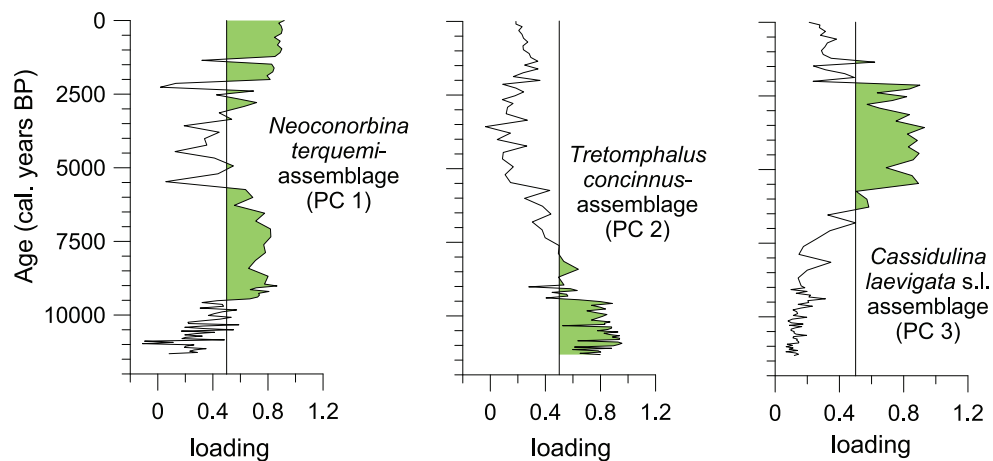 0
2500
5000
7500
10000
Age (cal. years BP)
Neoconorbina
terquemi-
assemblage
(PC 1)
0 0.4 0.8 1.2
loading
Tretomphalus
concinnus-
assemblage
(PC 2)
0 0.4 0.8 1.2
loading
Cassidulina
laevigata s.l.
assemblage
(PC 3)
0 0.4 0.8 1.2
loading